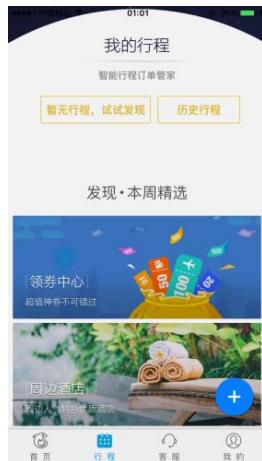 01:01
我的行程
智能行程订单管家
暂无行程，试试发现
历史行程
发现·本周精选
领券中心
超值神券不可错过
50
100
周边酒店
首页
行程
客服
我的